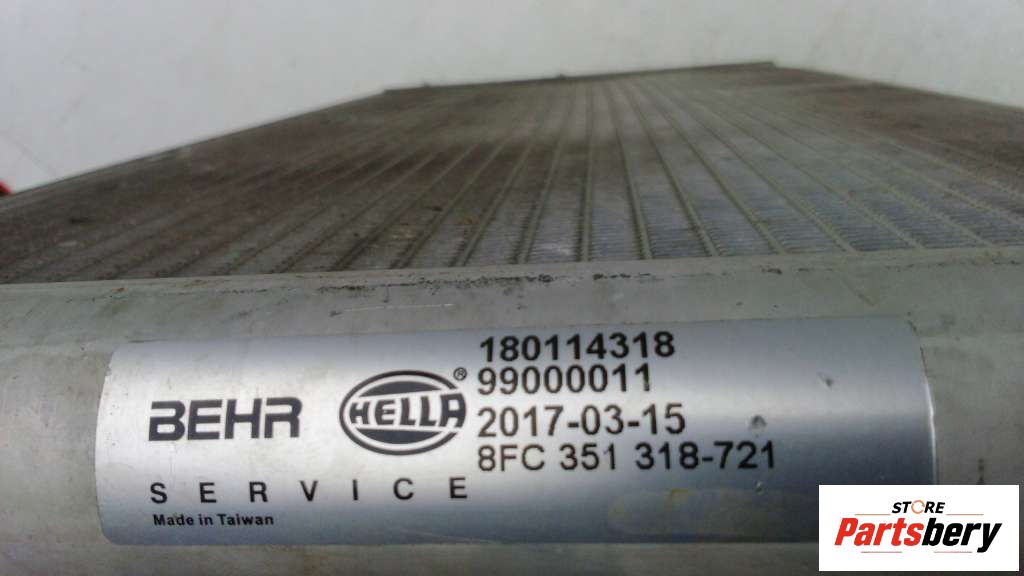 180114318
99000011
BEHR HELLA® 2017-03-15
8FC 351 318-721
SERVICE
Made in Taiwan
STORE
Partsbery